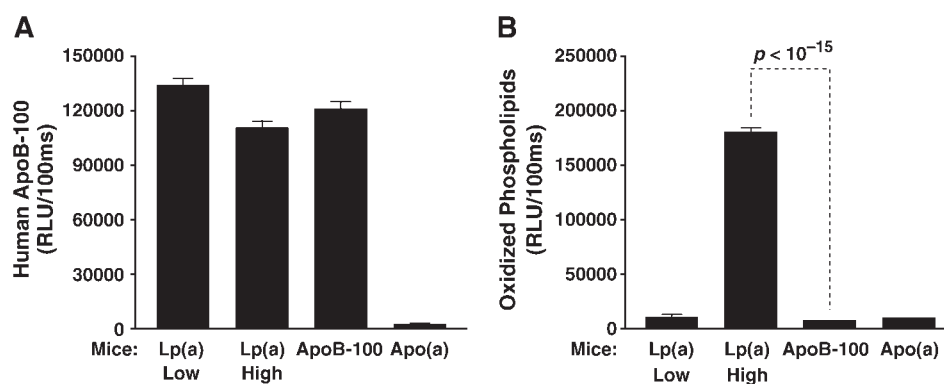 A
Human ApoB-100
(RLU/100ms)
150000
120000
90000
60000
30000
0
Mice: Lp(a) Lp(a) ApoB-100 Apo(a)
Low High
B
Oxidized Phospholipids
(RLU/100ms)
250000
200000
150000
100000
50000
0
p < 10⁻¹⁵
Mice: Lp(a) Lp(a) ApoB-100 Apo(a)
Low High